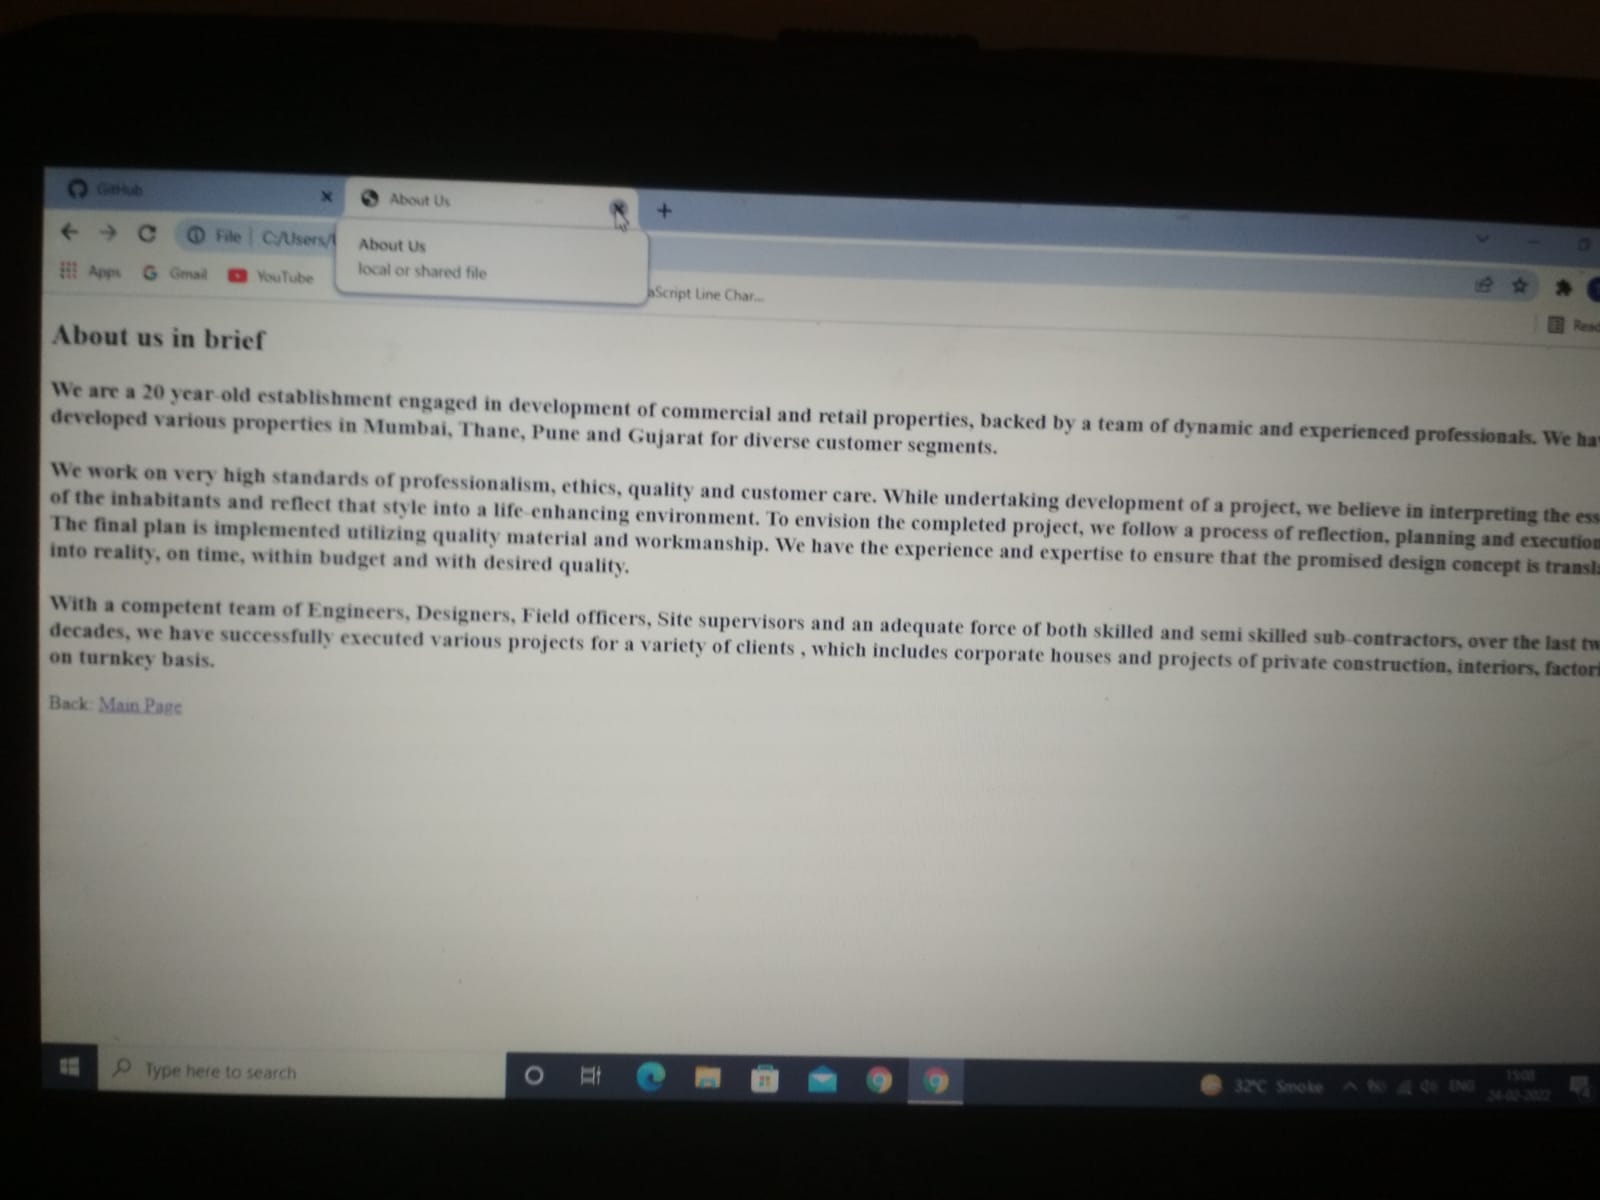 GitHub
About Us
File
C:/Users/
About Us
local or shared file
Apps
Gmail
YouTube
aScript Line Char...
Read
About us in brief
We are a 20 year-old establishment engaged in development of commercial and retail properties, backed by a team of dynamic and experienced professionals. We ha
developed various properties in Mumbai, Thane, Pune and Gujarat for diverse customer segments.
We work on very high standards of professionalism, ethics, quality and customer care. While undertaking development of a project, we believe in interpreting the ess
of the inhabitants and reflect that style into a life-enhancing environment. To envision the completed project, we follow a process of reflection, planning and execution
The final plan is implemented utilizing quality material and workmanship. We have the experience and expertise to ensure that the promised design concept is transl
into reality, on time, within budget and with desired quality.
With a competent team of Engineers, Designers, Field officers, Site supervisors and an adequate force of both skilled and semi skilled sub-contractors, over the last tw
decades, we have successfully executed various projects for a variety of clients , which includes corporate houses and projects of private construction, interiors, factori
on turnkey basis.
Back: Main Page
Type here to search
32°C Smoke
ENG
15:03
24-02-2022